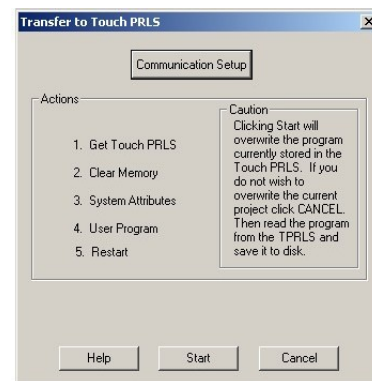 Transfer to Touch PRLS
Communication Setup
Actions
1. Get Touch PRLS
2. Clear Memory
3. System Attributes
4. User Program
5. Restart
Caution
Clicking Start will
overwrite the program
currently stored in the
Touch PRLS. If you
do not wish to
overwrite the current
project click CANCEL.
Then read the program
from the TPRLS and
save it to disk.
Help
Start
Cancel